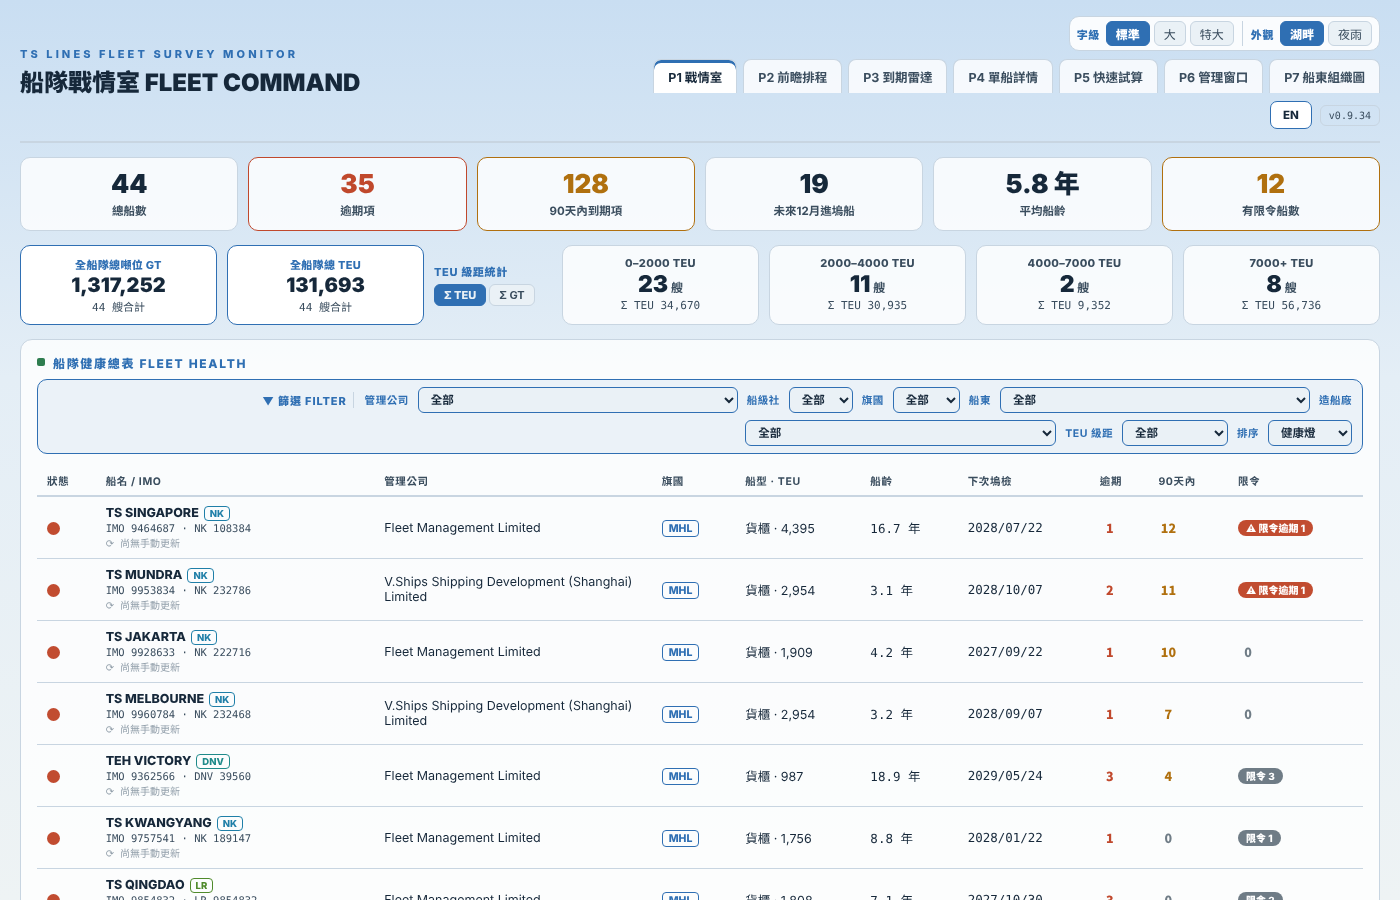 字級 標準 大 特大 外觀 湖畔 夜雨
TS LINES FLEET SURVEY MONITOR
船隊戰情室 FLEET COMMAND
P1 戰情室 P2 前瞻排程 P3 到期雷達 P4 單船詳情 P5 快速試算 P6 管理窗口 P7 船東組織圖
EN v0.9.34
44 35 128 19 5.8 年 12
總船數 逾期項 90天內到期項 未來12月進塢船 平均船齡 有限令船數
全船隊總噸位 GT 全船隊總 TEU TEU 級距統計 0–2000 TEU 2000–4000 TEU 4000–7000 TEU 7000+ TEU
1,317,252 131,693 Σ TEU Σ GT 23 艘 11 艘 2 艘 8 艘
44 艘合計 44 艘合計 Σ TEU 34,670 Σ TEU 30,935 Σ TEU 9,352 Σ TEU 56,736
船隊健康總表 FLEET HEALTH
▼ 篩選 FILTER 管理公司 全部 船級社 全部 旗國 全部 船東 全部 造船廠
全部 TEU 級距 全部 排序 健康燈
狀態 船名 / IMO 管理公司 旗國 船型 · TEU 船齡 下次塢檢 逾期 90天內 限令
TS SINGAPORE NK
IMO 9464687 · NK 108384 Fleet Management Limited MHL 貨櫃 · 4,395 16.7 年 2028/07/22 1 12 ⚠ 限令逾期 1
⟳ 尚無手動更新
TS MUNDRA NK
IMO 9953834 · NK 232786 V.Ships Shipping Development (Shanghai) Limited MHL 貨櫃 · 2,954 3.1 年 2028/10/07 2 11 ⚠ 限令逾期 1
⟳ 尚無手動更新
TS JAKARTA NK
IMO 9928633 · NK 222716 Fleet Management Limited MHL 貨櫃 · 1,909 4.2 年 2027/09/22 1 10 0
⟳ 尚無手動更新
TS MELBOURNE NK
IMO 9960784 · NK 232468 V.Ships Shipping Development (Shanghai) Limited MHL 貨櫃 · 2,954 3.2 年 2028/09/07 1 7 0
⟳ 尚無手動更新
TEH VICTORY DNV
IMO 9362566 · DNV 39560 Fleet Management Limited MHL 貨櫃 · 987 18.9 年 2029/05/24 3 4 限令 3
⟳ 尚無手動更新
TS KWANGYANG NK
IMO 9757541 · NK 189147 Fleet Management Limited MHL 貨櫃 · 1,756 8.8 年 2028/01/22 1 0 限令 1
⟳ 尚無手動更新
TS QINGDAO LR